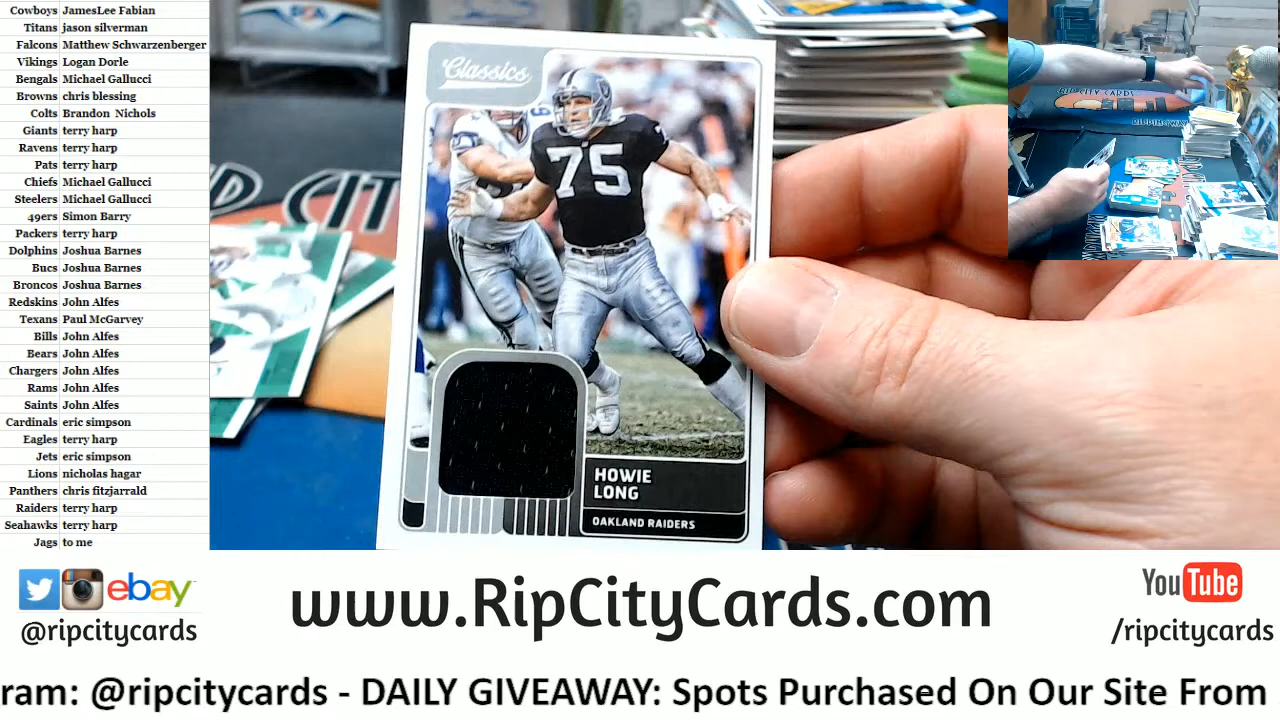 Cowboys JamesLee Fabian
Titans jason silverman
Falcons Matthew Schwarzenberger
Vikings Logan Dorle
Bengals Michael Gallucci
Browns chris blessing
Colts Brandon Nichols
Giants terry harp
Ravens terry harp
Pats terry harp
Chiefs Michael Gallucci
Steelers Michael Gallucci
49ers Simon Barry
Packers terry harp
Dolphins Joshua Barnes
Bucs Joshua Barnes
Broncos Joshua Barnes
Redskins John Alfes
Texans Paul McGarvey
Bills John Alfes
Bears John Alfes
Chargers John Alfes
Rams John Alfes
Saints John Alfes
Cardinals eric simpson
Eagles terry harp
Jets eric simpson
Lions nicholas hagar
Panthers chris fitzjarrald
Raiders terry harp
Seahawks terry harp
Jags to me
Classics
75
HOWIE
LONG
OAKLAND RAIDERS
RIP CITY CARDS
ebay
@ripcitycards
www.RipCityCards.com
YouTube
/ripcitycards
ram: @ripcitycards - DAILY GIVEAWAY: Spots Purchased On Our Site From